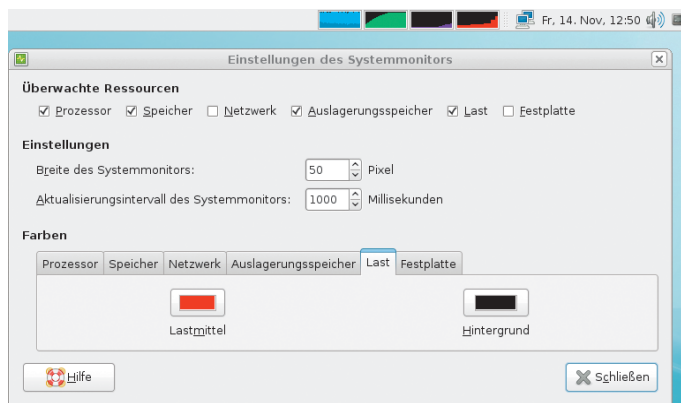 Fr, 14. Nov, 12:50
Einstellungen des Systemmonitors
Überwachte Ressourcen
Prozessor Speicher Netzwerk Auslagerungsspeicher Last Festplatte
Einstellungen
Breite des Systemmonitors: 50 Pixel
Aktualisierungsintervall des Systemmonitors: 1000 Millisekunden
Farben
Prozessor Speicher Netzwerk Auslagerungsspeicher Last Festplatte
Lastmittel Hintergrund
Hilfe Schließen